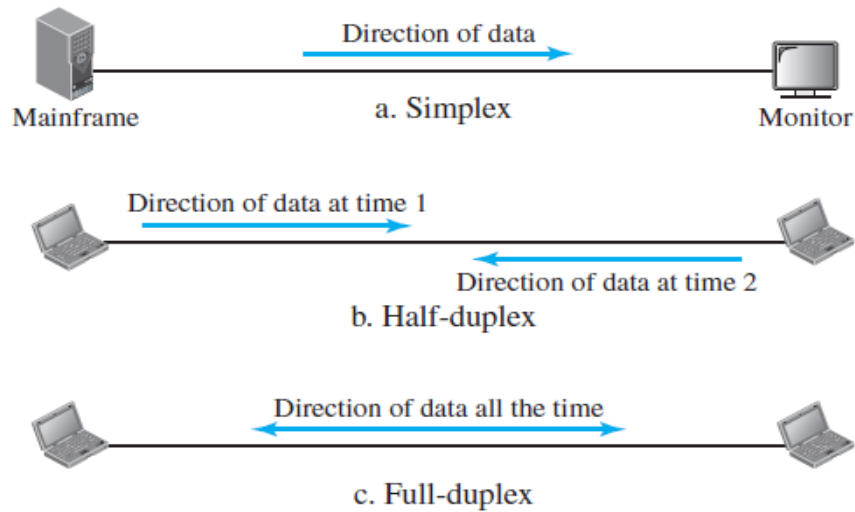 Direction of data
Mainframe
a. Simplex
Monitor
Direction of data at time 1
Direction of data at time 2
b. Half-duplex
Direction of data all the time
c. Full-duplex